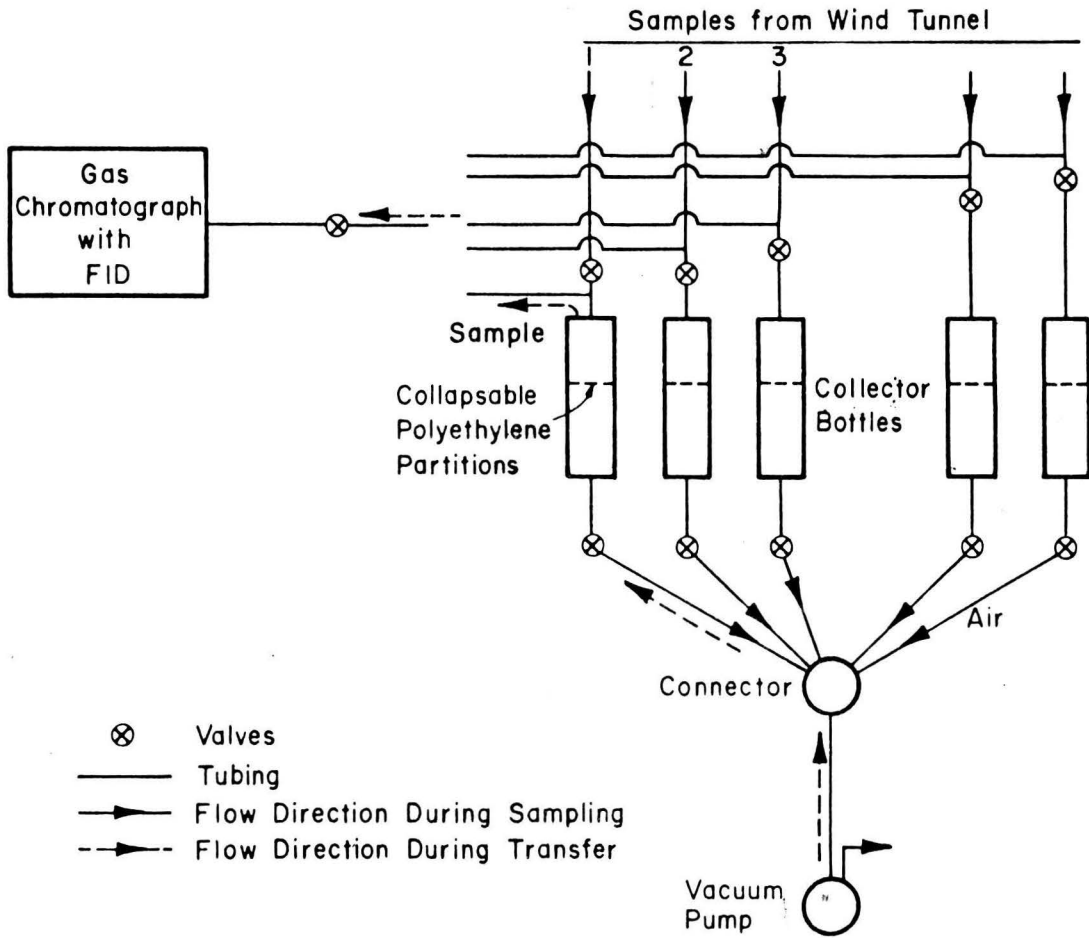 Samples from Wind Tunnel
1 2 3
Gas
Chromatograph
with
FID
Sample
Collapsable
Polyethylene
Partitions
Collector
Bottles
Air
Connector
Valves
Tubing
Flow Direction During Sampling
Flow Direction During Transfer
Vacuum
Pump